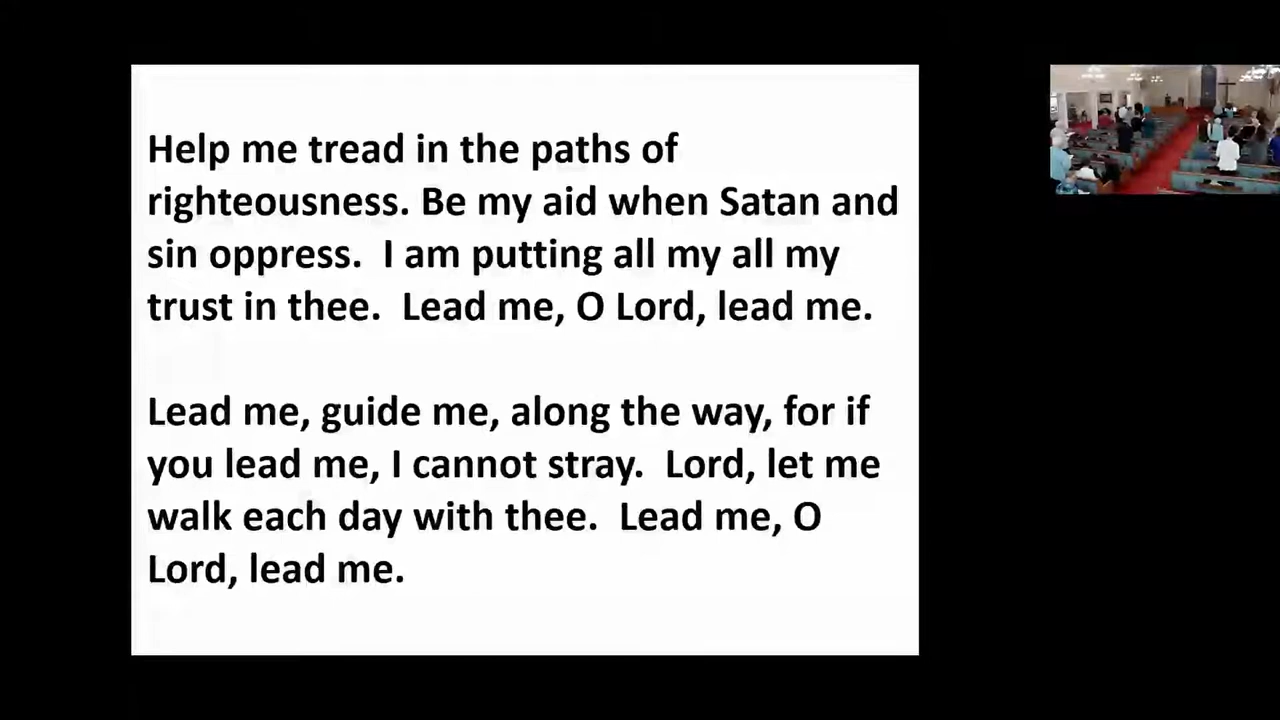 Help me tread in the paths of
righteousness. Be my aid when Satan and
sin oppress.  I am putting all my all my
trust in thee.  Lead me, O Lord, lead me.
Lead me, guide me, along the way, for if
you lead me, I cannot stray.  Lord, let me
walk each day with thee.  Lead me, O
Lord, lead me.